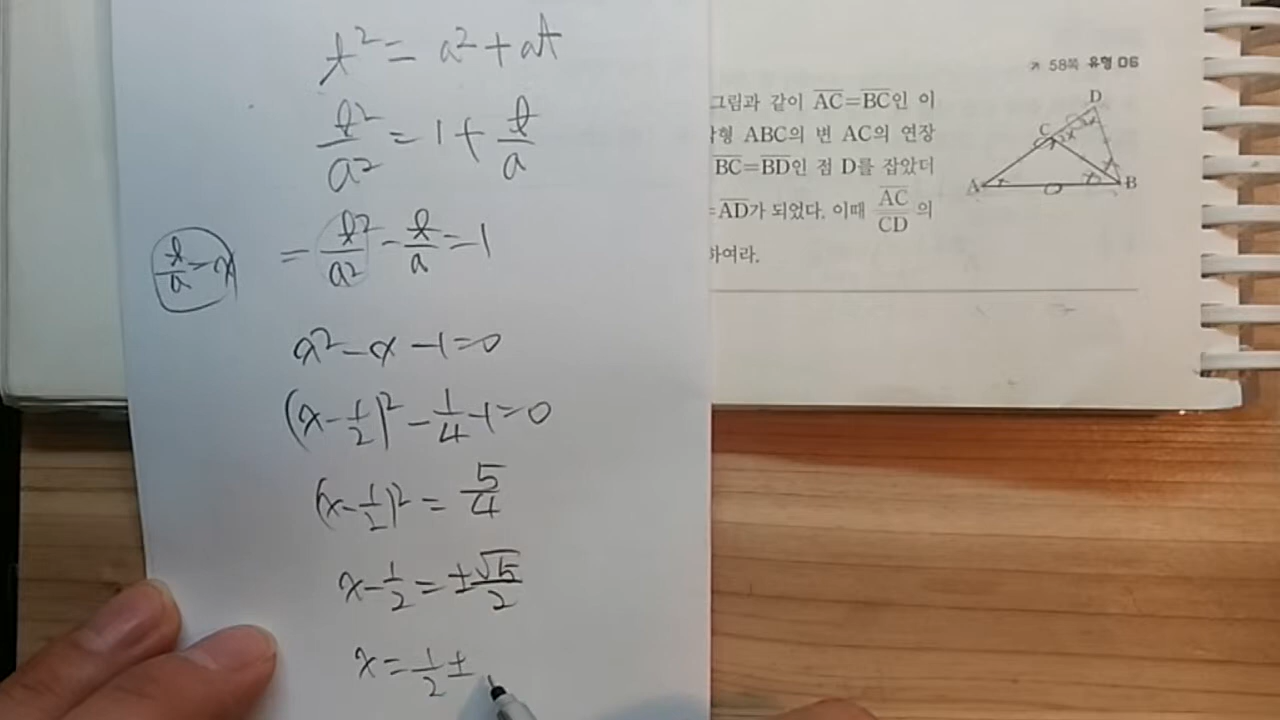 t² = a² + at
t²/a² = 1 + t/a
= t²/a² - t/a = 1
t/a = x
x² - x - 1 = 0
(x - 1/2)² - 1/4 - 1 = 0
(x - 1/2)² = 5/4
x - 1/2 = ±√5/2
x = 1/2 ±
58쪽 유형 06
그림과 같이 AC=BC인 이
각형 ABC의 변 AC의 연장
BC=BD인 점 D를 잡았더
=AD가 되었다. 이때 AC/CD의
하여라.
D
C
x
2x
2x
A
x
x
B